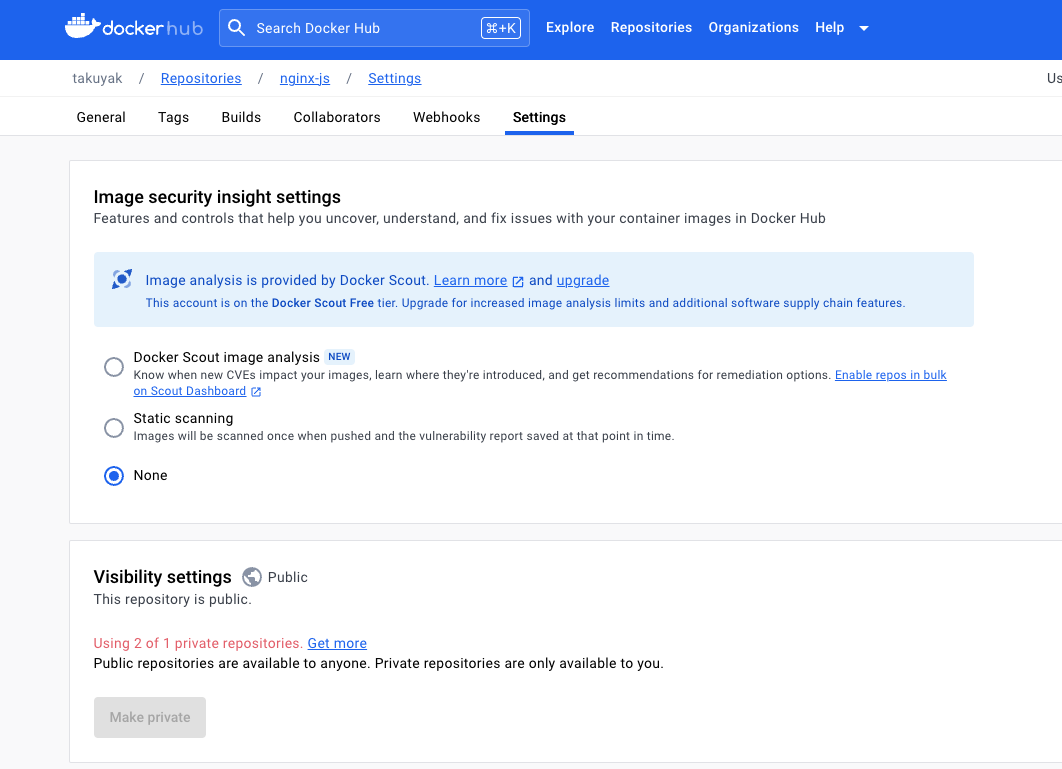 dockerhub
Search Docker Hub ⌘+K Explore Repositories Organizations Help
takuyak / Repositories / nginx-js / Settings Us
General Tags Builds Collaborators Webhooks Settings
Image security insight settings
Features and controls that help you uncover, understand, and fix issues with your container images in Docker Hub
Image analysis is provided by Docker Scout. Learn more and upgrade
This account is on the Docker Scout Free tier. Upgrade for increased image analysis limits and additional software supply chain features.
Docker Scout image analysis NEW
Know when new CVEs impact your images, learn where they're introduced, and get recommendations for remediation options. Enable repos in bulk
on Scout Dashboard
Static scanning
Images will be scanned once when pushed and the vulnerability report saved at that point in time.
None
Visibility settings Public
This repository is public.
Using 2 of 1 private repositories. Get more
Public repositories are available to anyone. Private repositories are only available to you.
Make private